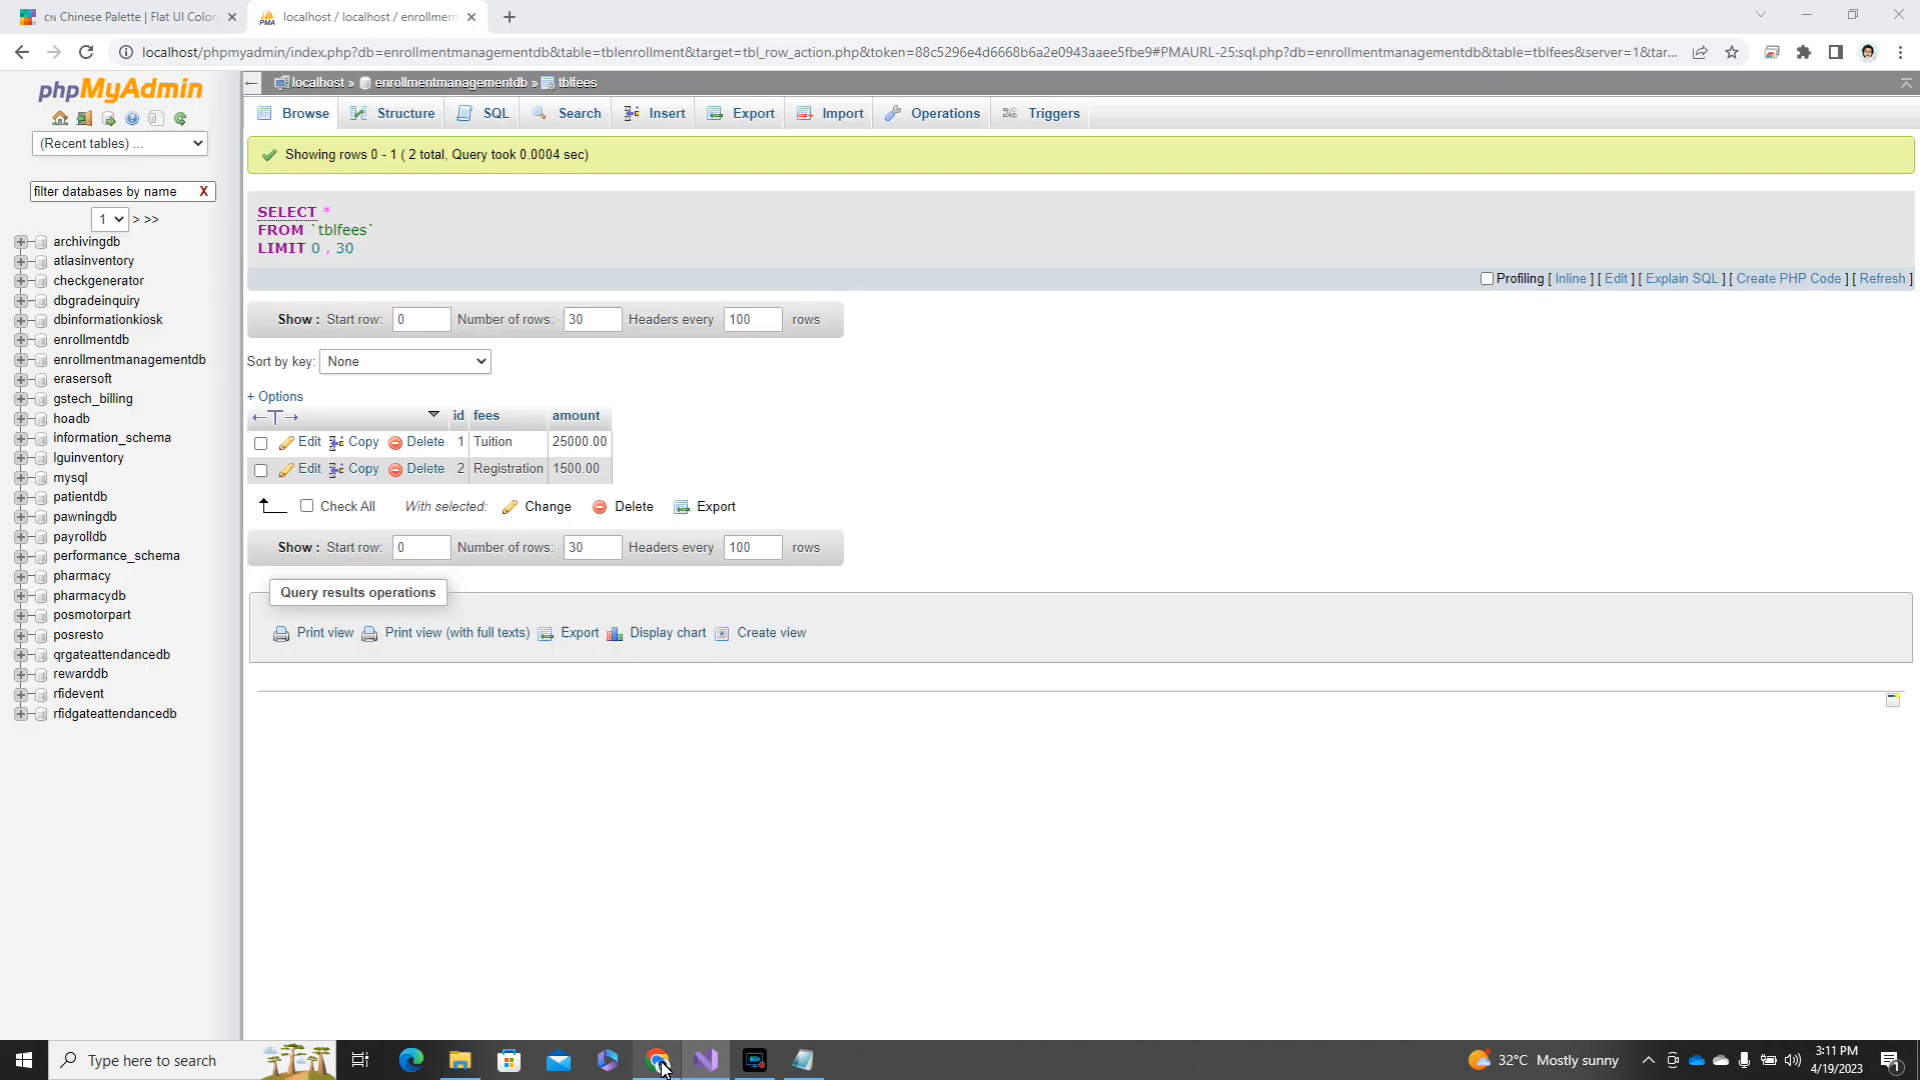 CN Chinese Palette | Flat UI Color
localhost / localhost / enrollment
localhost/phpmyadmin/index.php?db=enrollmentmanagementdb&table=tblenrollment&target=tbl_row_action.php&token=88c5296e4d6668b6a2e0943aaee5fbe9#PMAURL-25:sql.php?db=enrollmentmanagementdb&table=tblfees&server=1&tar...
phpMyAdmin
(Recent tables) ...
filter databases by name X
1 > >>
archivingdb
atlasinventory
checkgenerator
dbgradeinquiry
dbinformationkiosk
enrollmentdb
enrollmentmanagementdb
erasersoft
gstech_billing
hoadb
information_schema
lguinventory
mysql
patientdb
pawningdb
payrolldb
performance_schema
pharmacy
pharmacydb
posmotorpart
posresto
qrgateattendancedb
rewarddb
rfidevent
rfidgateattendancedb
localhost » enrollmentmanagementdb » tblfees
Browse Structure SQL Search Insert Export Import Operations Triggers
Showing rows 0 - 1 ( 2 total, Query took 0.0004 sec)
SELECT *
FROM `tblfees`
LIMIT 0 , 30
Profiling [ Inline ] [ Edit ] [ Explain SQL ] [ Create PHP Code ] [ Refresh ]
Show : Start row: 0 Number of rows: 30 Headers every 100 rows
Sort by key: None
+ Options
←T→ id fees amount
Edit Copy Delete 1 Tuition 25000.00
Edit Copy Delete 2 Registration 1500.00
Check All With selected: Change Delete Export
Show : Start row: 0 Number of rows: 30 Headers every 100 rows
Query results operations
Print view Print view (with full texts) Export Display chart Create view
Type here to search
32°C Mostly sunny
3:11 PM
4/19/2023
1